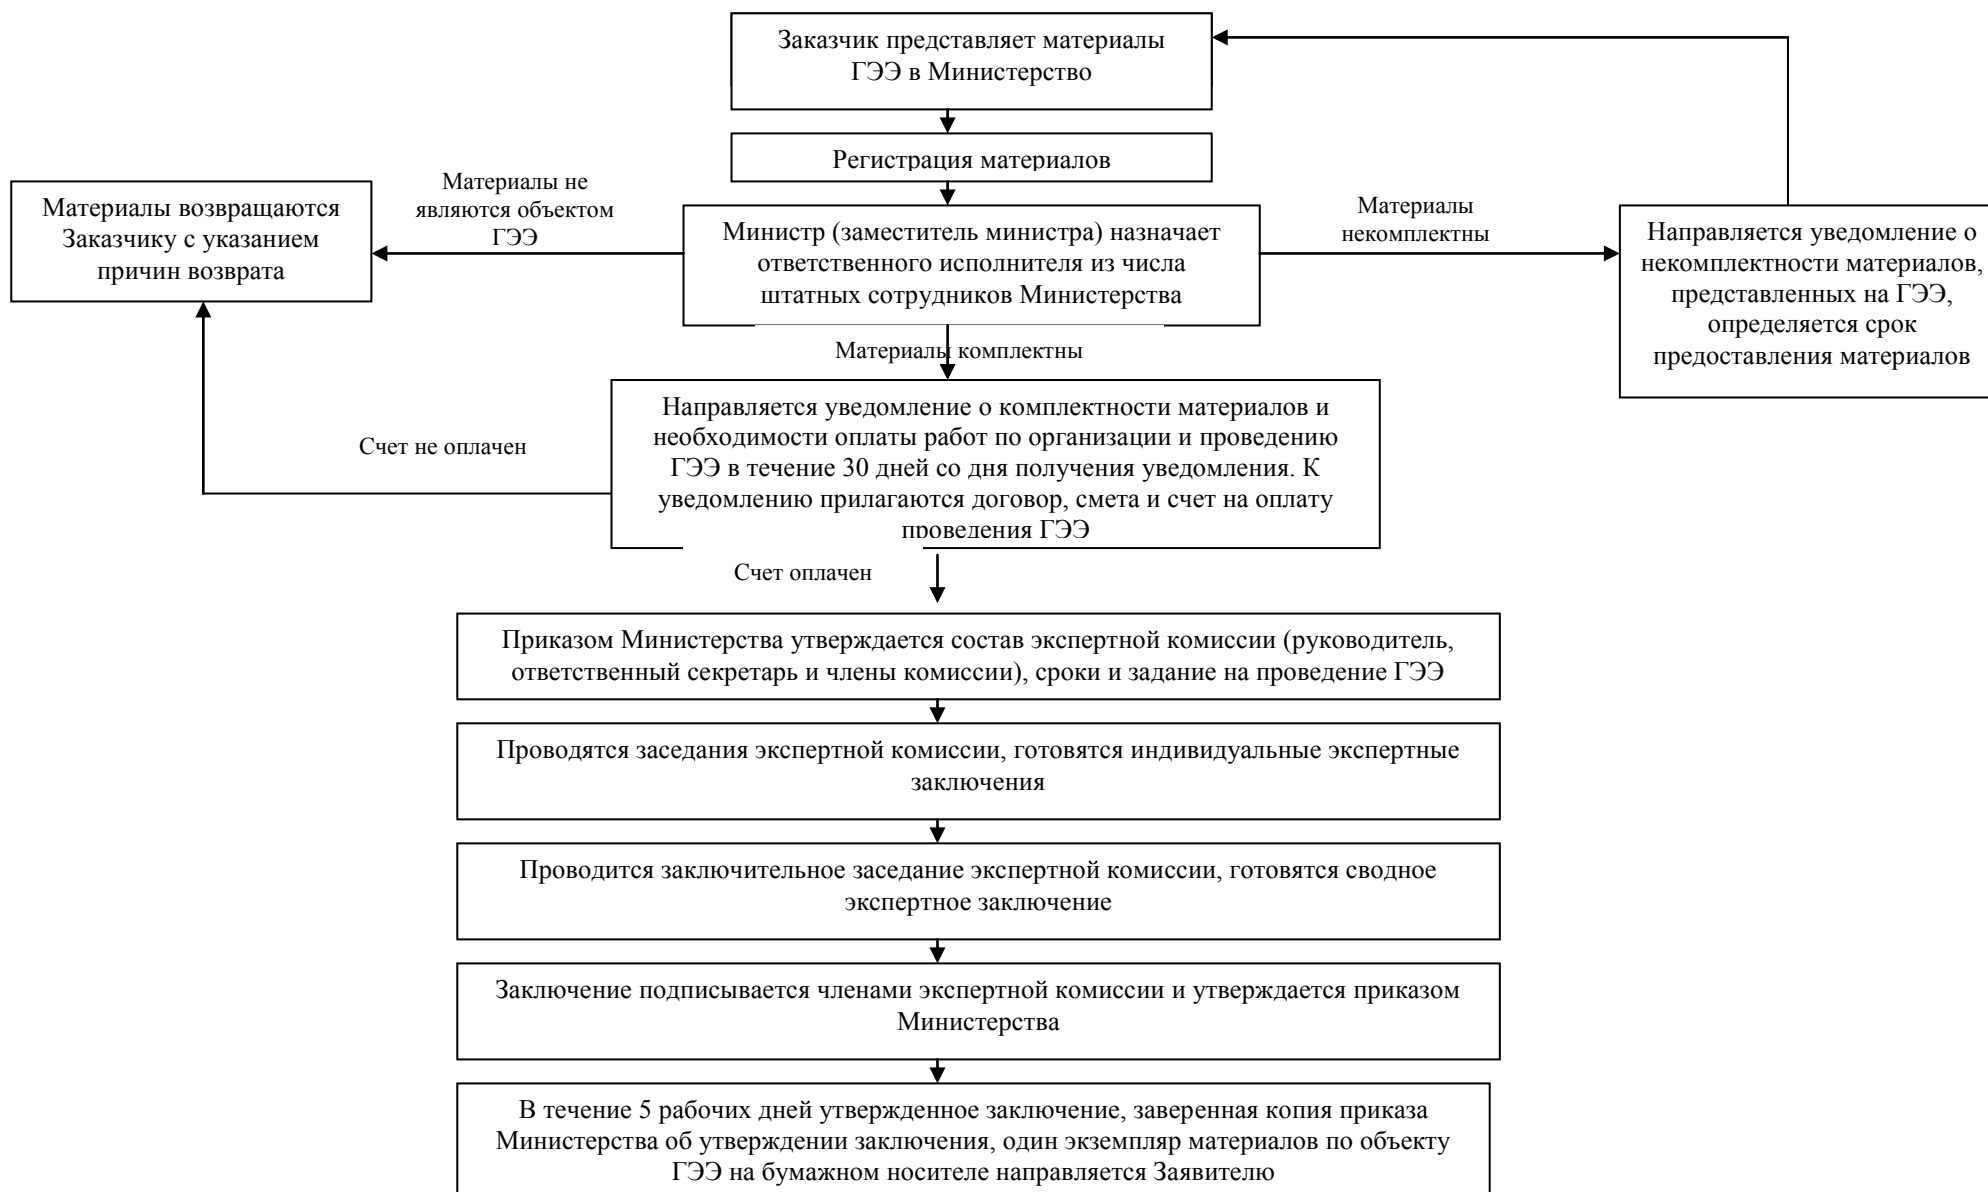 Заказчик представляет материалы
ГЭЭ в Министерство
Регистрация материалов
Материалы не
являются объектом
ГЭЭ
Материалы возвращаются
Заказчику с указанием
причин возврата
Министр (заместитель министра) назначает
ответственного исполнителя из числа
штатных сотрудников Министерства
Материалы
некомплектны
Направляется уведомление о
некомплектности материалов,
представленных на ГЭЭ,
определяется срок
предоставления материалов
Материалы комплектны
Направляется уведомление о комплектности материалов и
необходимости оплаты работ по организации и проведению
ГЭЭ в течение 30 дней со дня получения уведомления. К
уведомлению прилагаются договор, смета и счет на оплату
проведения ГЭЭ
Счет не оплачен
Счет оплачен
Приказом Министерства утверждается состав экспертной комиссии (руководитель,
ответственный секретарь и члены комиссии), сроки и задание на проведение ГЭЭ
Проводятся заседания экспертной комиссии, готовятся индивидуальные экспертные
заключения
Проводится заключительное заседание экспертной комиссии, готовятся сводное
экспертное заключение
Заключение подписывается членами экспертной комиссии и утверждается приказом
Министерства
В течение 5 рабочих дней утвержденное заключение, заверенная копия приказа
Министерства об утверждении заключения, один экземпляр материалов по объекту
ГЭЭ на бумажном носителе направляется Заявителю